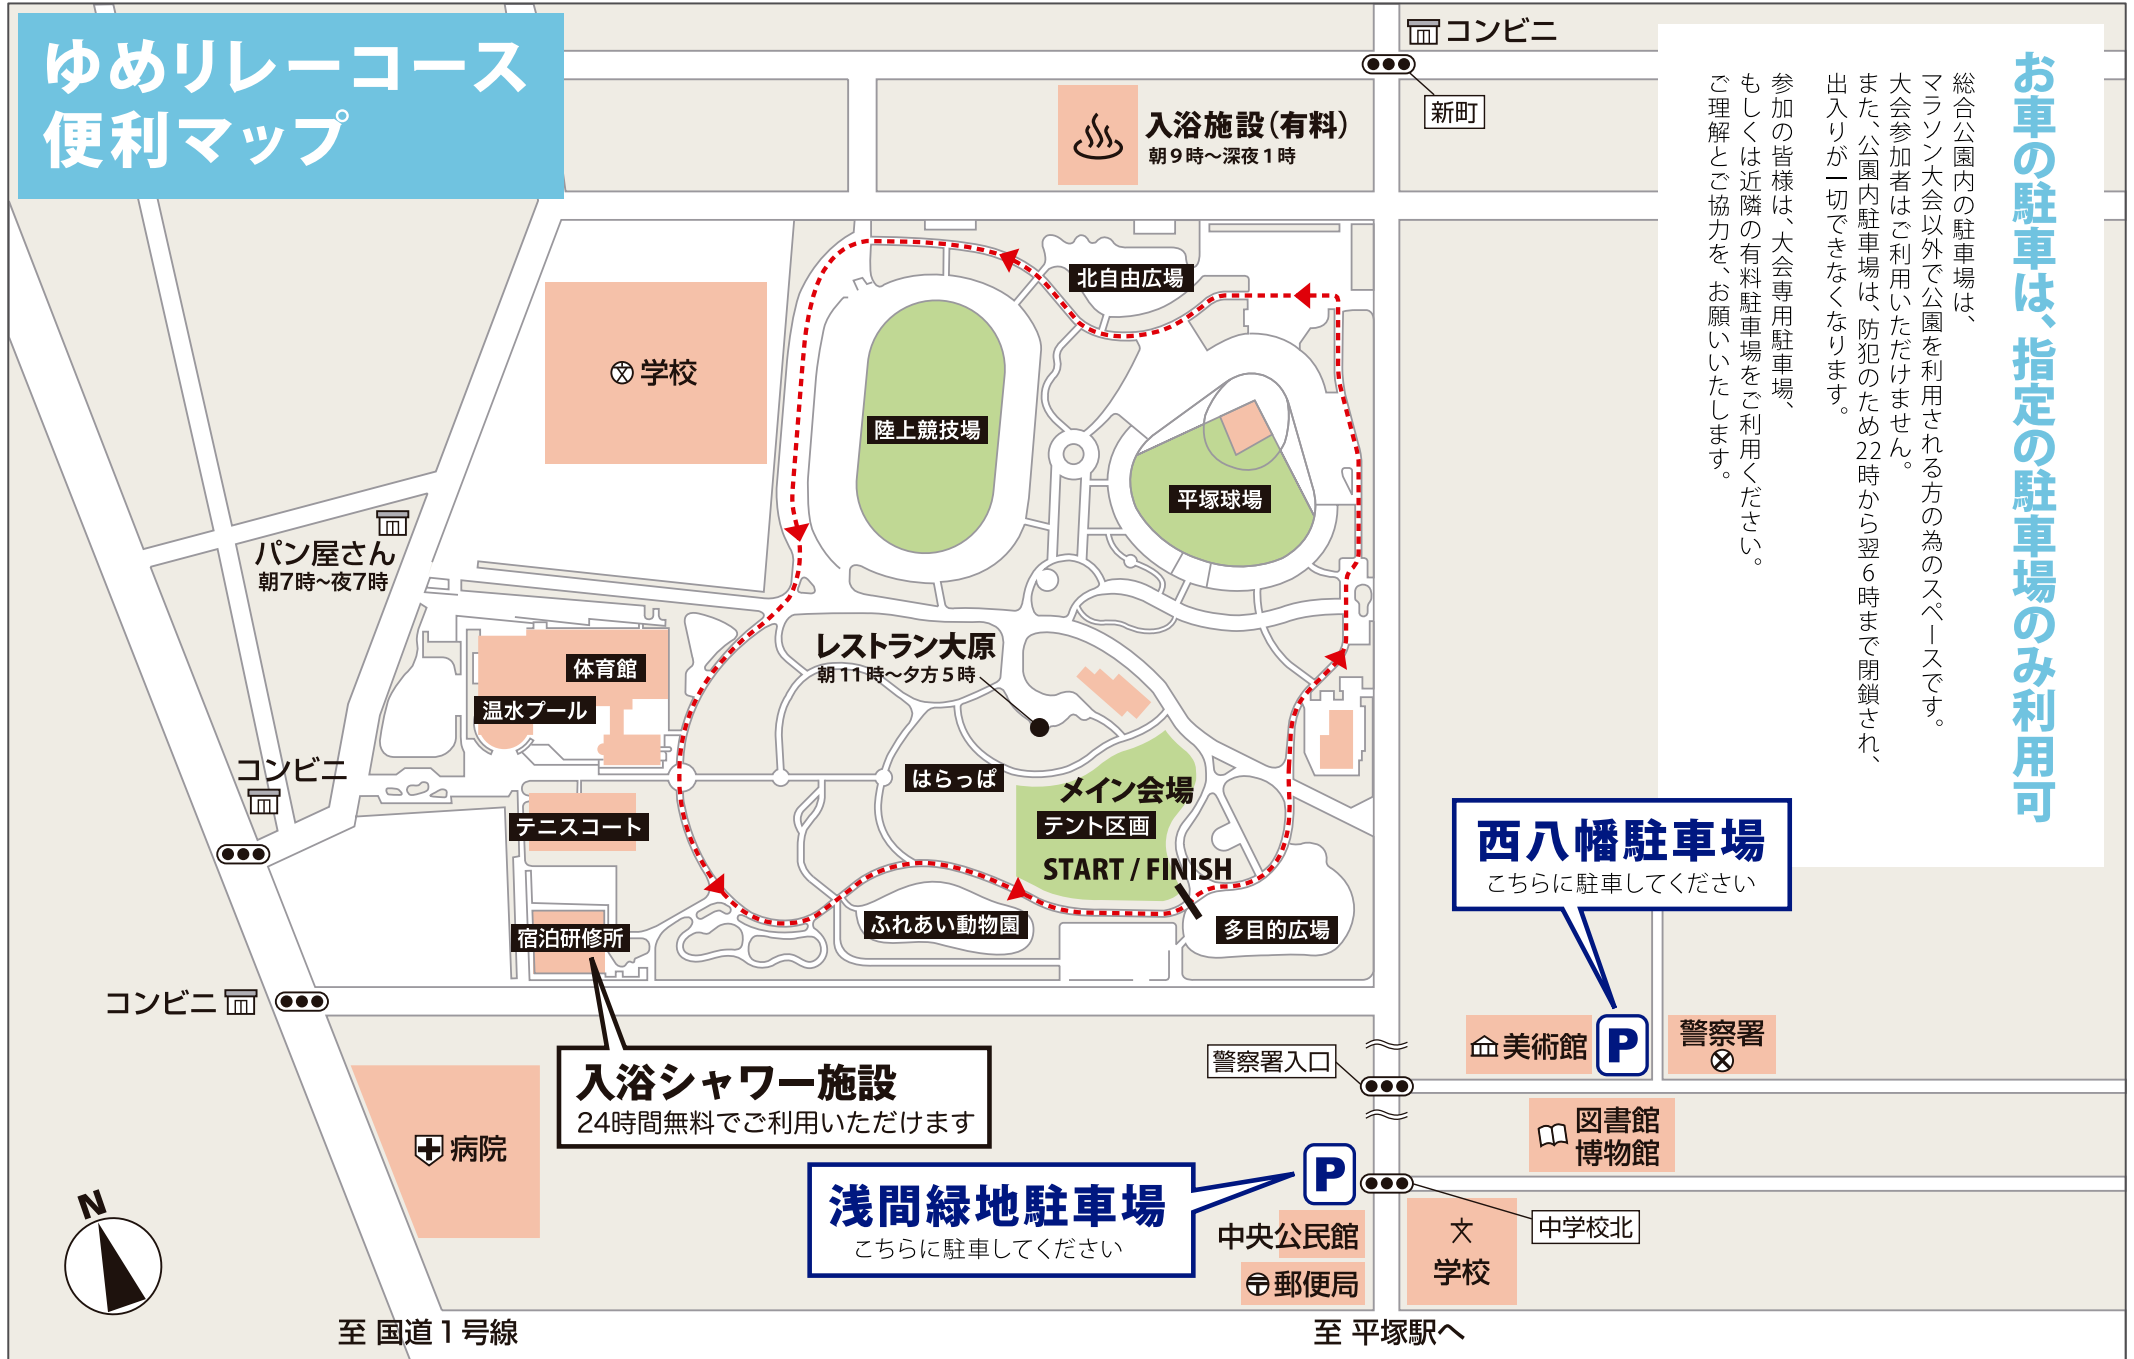 ゆめリレーコース
便利マップ
コンビニ
新町
入浴施設(有料)
朝9時〜深夜1時
お車の駐車は、指定の駐車場のみ利用可
総合公園内の駐車場は、
マラソン大会以外で公園を利用される方の為のスペースです。
大会参加者はご利用いただけません。
また、公園内駐車場は、防犯のため22時から翌6時まで閉鎖され、
出入りが一切できなくなります。
参加の皆様は、大会専用駐車場、
もしくは近隣の有料駐車場をご利用ください。
ご理解とご協力を、お願いいたします。
北自由広場
文 学校
陸上競技場
平塚球場
パン屋さん
朝7時〜夜7時
レストラン大原
朝11時〜夕方5時
体育館
温水プール
コンビニ
はらっぱ
メイン会場
テント区画
START / FINISH
テニスコート
ふれあい動物園
多目的広場
宿泊研修所
西八幡駐車場
こちらに駐車してください
コンビニ
入浴シャワー施設
24時間無料でご利用いただけます
美術館
P
警察署
警察署入口
図書館
博物館
病院
浅間緑地駐車場
こちらに駐車してください
P
中央公民館
〒 郵便局
文
学校
中学校北
N
至 国道1号線
至 平塚駅へ